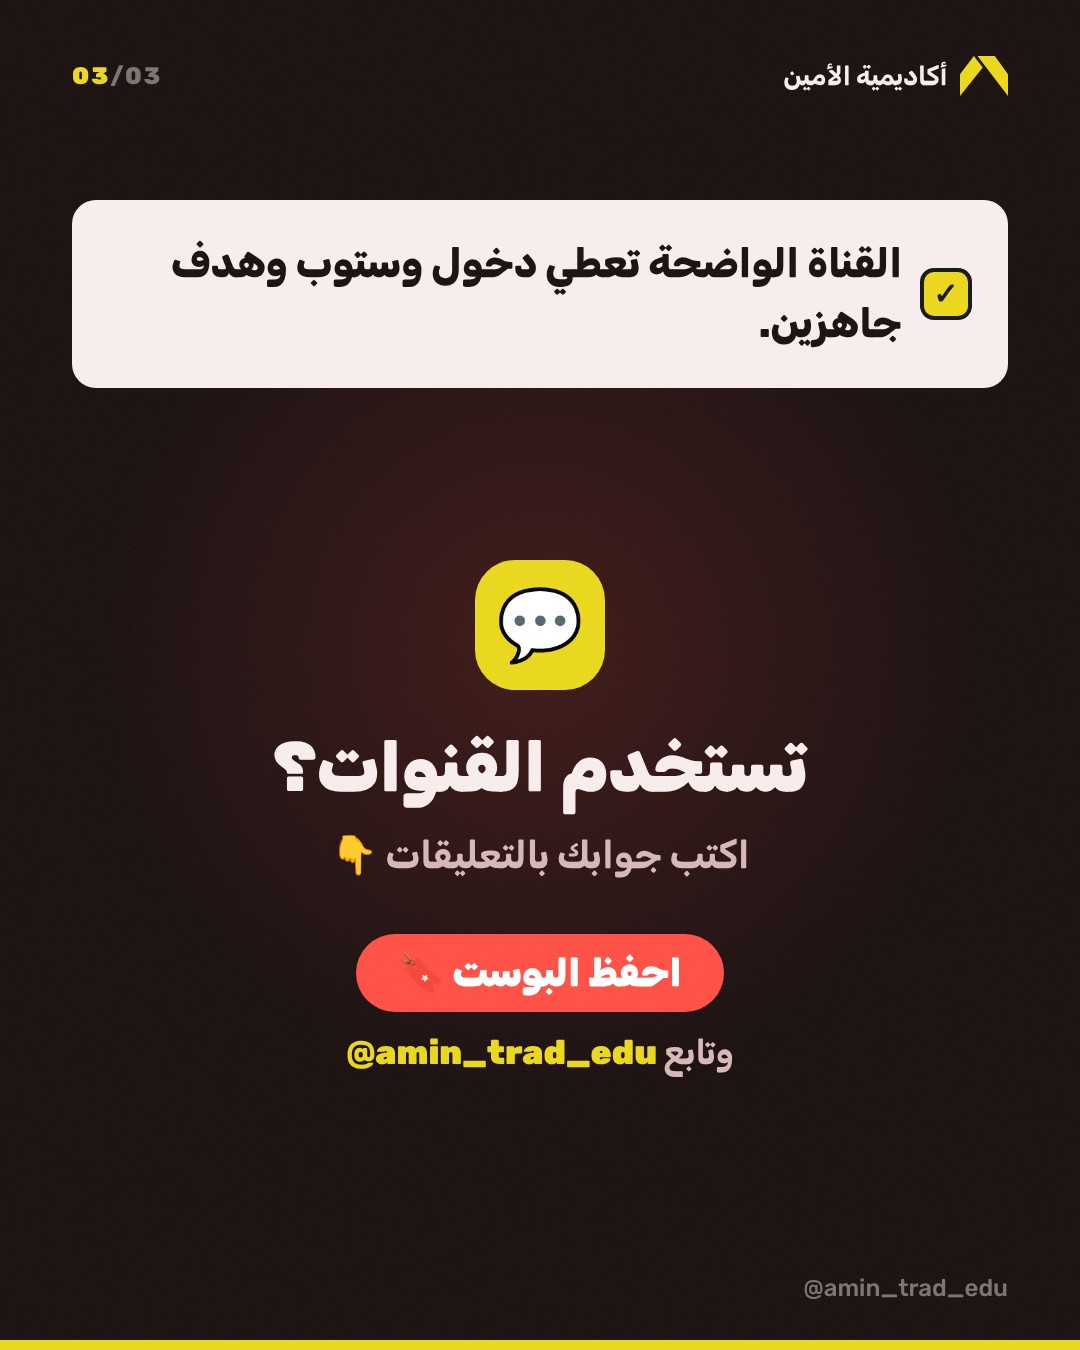 أكاديمية الأمين
03/03
القناة الواضحة تعطي دخول وستوب وهدف
جاهزين.
تستخدم القنوات؟
اكتب جوابك بالتعليقات 👇
احفظ البوست 🔖
وتابع @amin_trad_edu
@amin_trad_edu